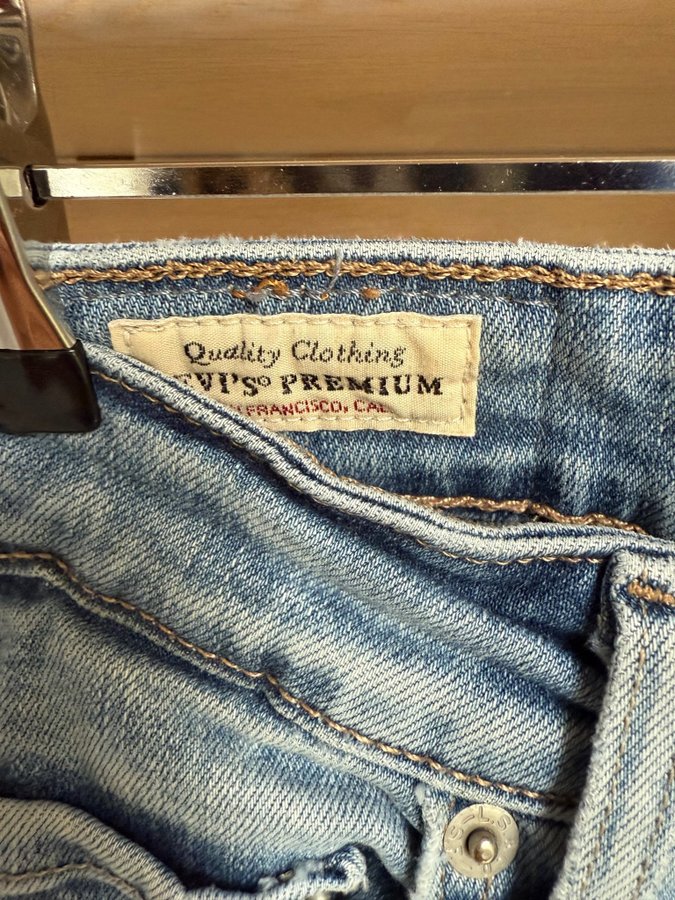 Quality Clothing
EVI'S® PREMIUM
FRANCISCO, CAL